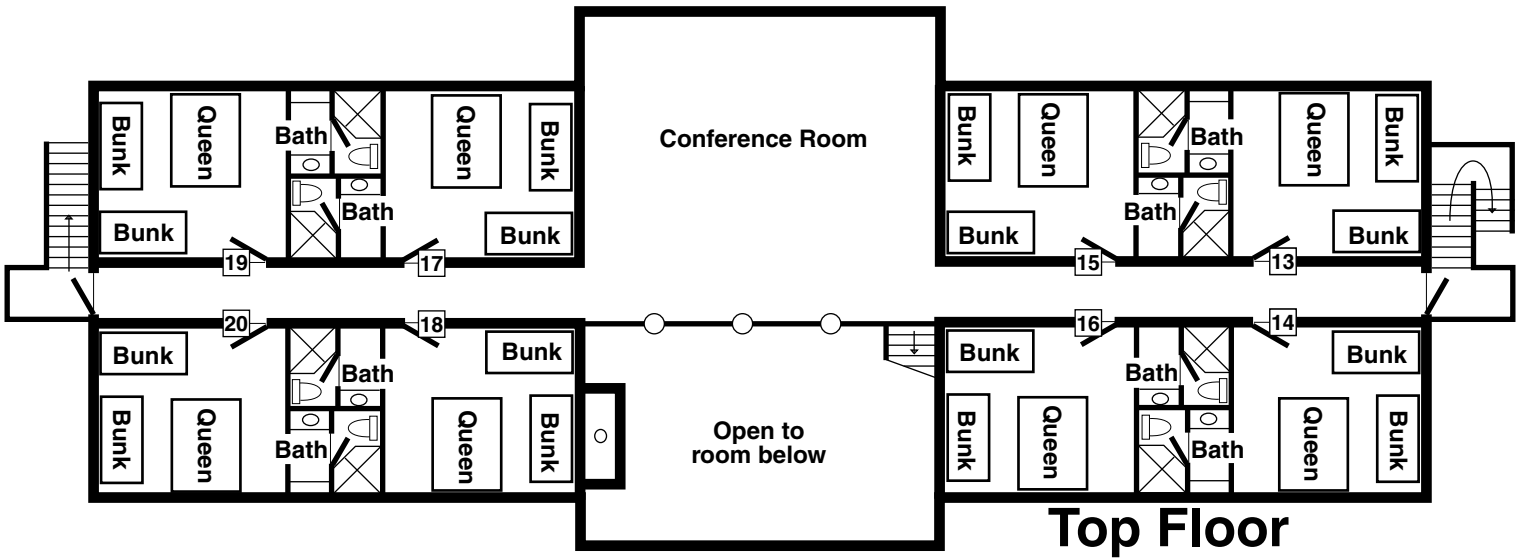 Bunk
Queen
Bath
Queen
Bunk
Conference Room
Bunk
Queen
Bath
Queen
Bunk
Bunk
Bath
Bunk
Bunk
Bath
Bunk
19
17
15
13
20
18
16
14
Bunk
Bath
Bunk
Bunk
Bath
Bunk
Bunk
Queen
Bath
Queen
Bunk
Open to
room below
Bunk
Queen
Bath
Queen
Bunk
Top Floor